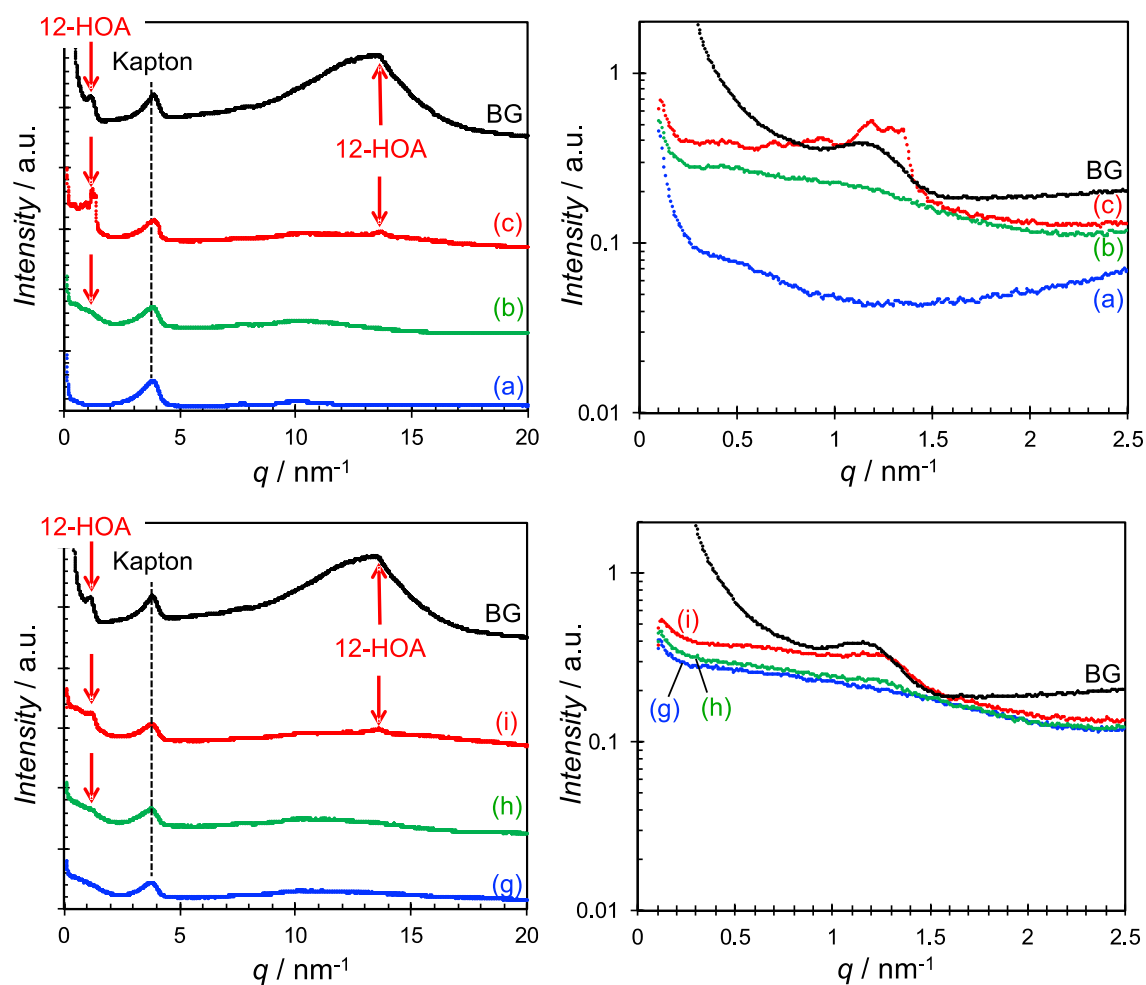 12-HOA
Kapton
BG
12-HOA
(c)
(b)
(a)
Intensity / a.u.
0
5
10
15
20
q / nm-1
1
0.1
0.01
Intensity / a.u.
BG
(c)
(b)
(a)
0
0.5
1
1.5
2
2.5
q / nm-1
12-HOA
Kapton
BG
12-HOA
(i)
(h)
(g)
Intensity / a.u.
0
5
10
15
20
q / nm-1
1
0.1
0.01
Intensity / a.u.
(i)
BG
(g)
(h)
0
0.5
1
1.5
2
2.5
q / nm-1